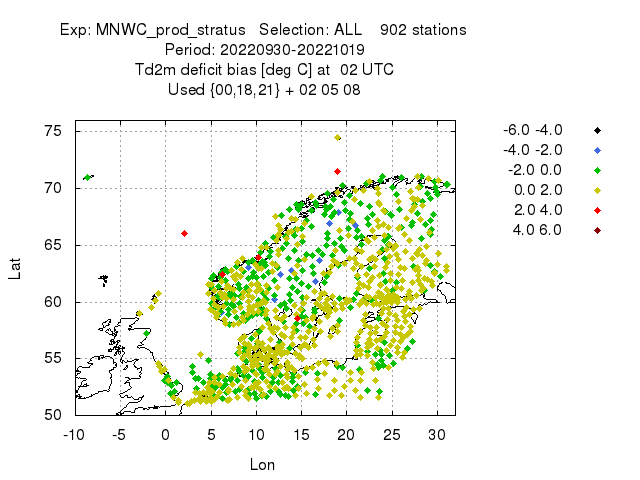 Exp: MNWC_prod_stratus   Selection: ALL    902 stations
Period: 20220930-20221019
Td2m deficit bias [deg C] at  02 UTC
Used {00,18,21} + 02 05 08
-6.0 -4.0
-4.0 -2.0
-2.0 0.0
0.0 2.0
2.0 4.0
4.0 6.0
75
70
65
60
55
50
Lat
-10 -5 0 5 10 15 20 25 30
Lon